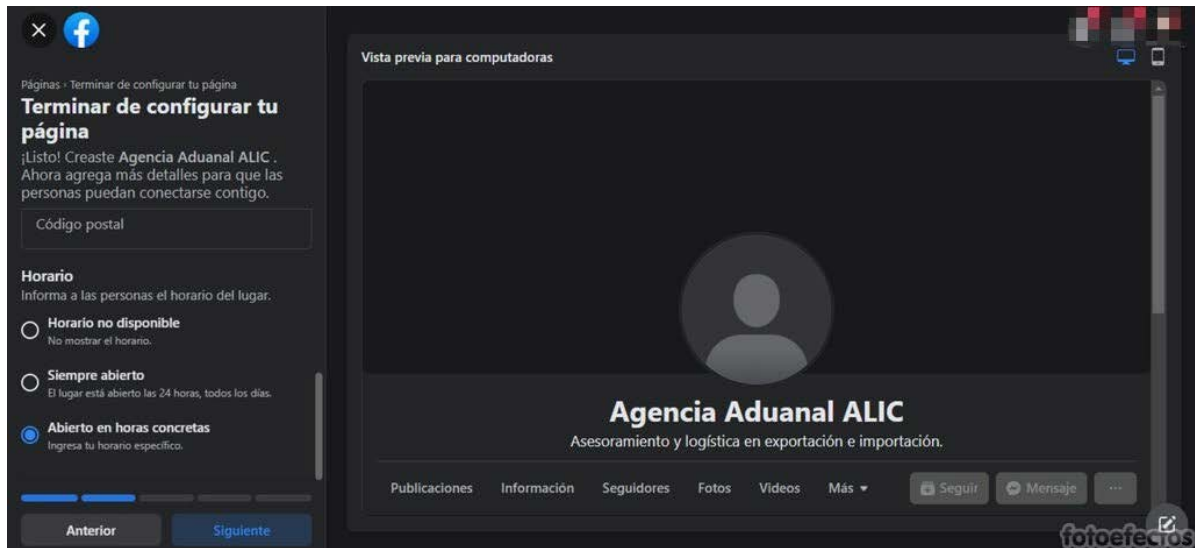 Páginas › Terminar de configurar tu página
Terminar de configurar tu
página
¡Listo! Creaste Agencia Aduanal ALIC .
Ahora agrega más detalles para que las
personas puedan conectarse contigo.
Código postal
Horario
Informa a las personas el horario del lugar.
Horario no disponible
No mostrar el horario.
Siempre abierto
El lugar está abierto las 24 horas, todos los días.
Abierto en horas concretas
Ingresa tu horario específico.
Anterior
Siguiente
Vista previa para computadoras
Agencia Aduanal ALIC
Asesoramiento y logística en exportación e importación.
Publicaciones Información Seguidores Fotos Videos Más Seguir Mensaje ...
fotoefectos